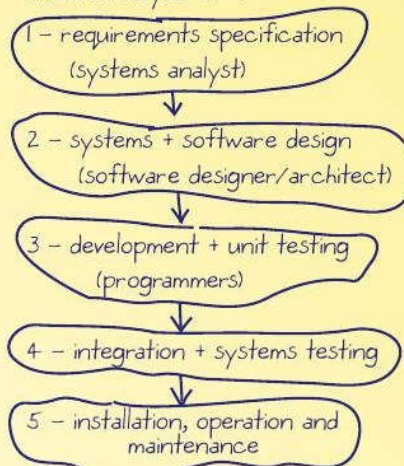 1 – requirements specification
(systems analyst)
2 – systems + software design
(software designer/architect)
3 – development + unit testing
(programmers)
4 – integration + systems testing
5 – installation, operation and
maintenance